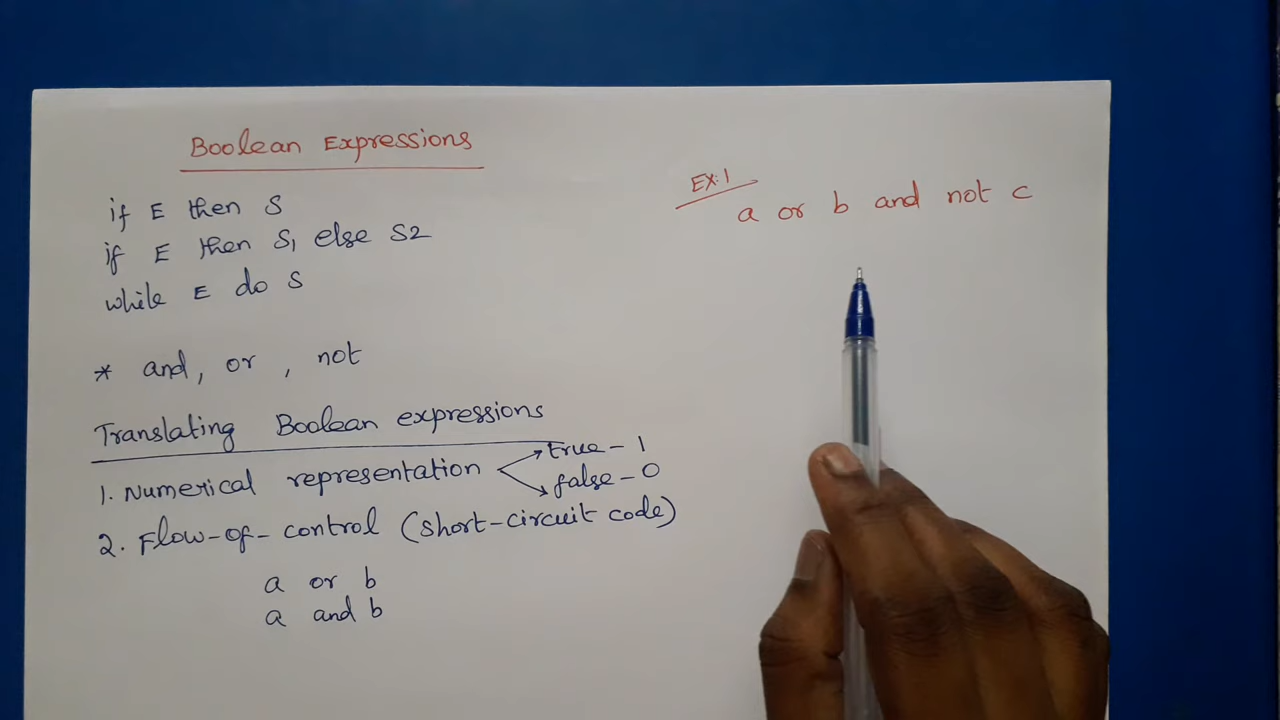 Boolean Expressions
if E then S
if E then S1 else S2
while E do S
* and, or, not
Translating Boolean expressions
1. Numerical representation
true - 1
false - 0
2. Flow-of-control (short-circuit code)
a or b
a and b
EX:1
a or b and not c